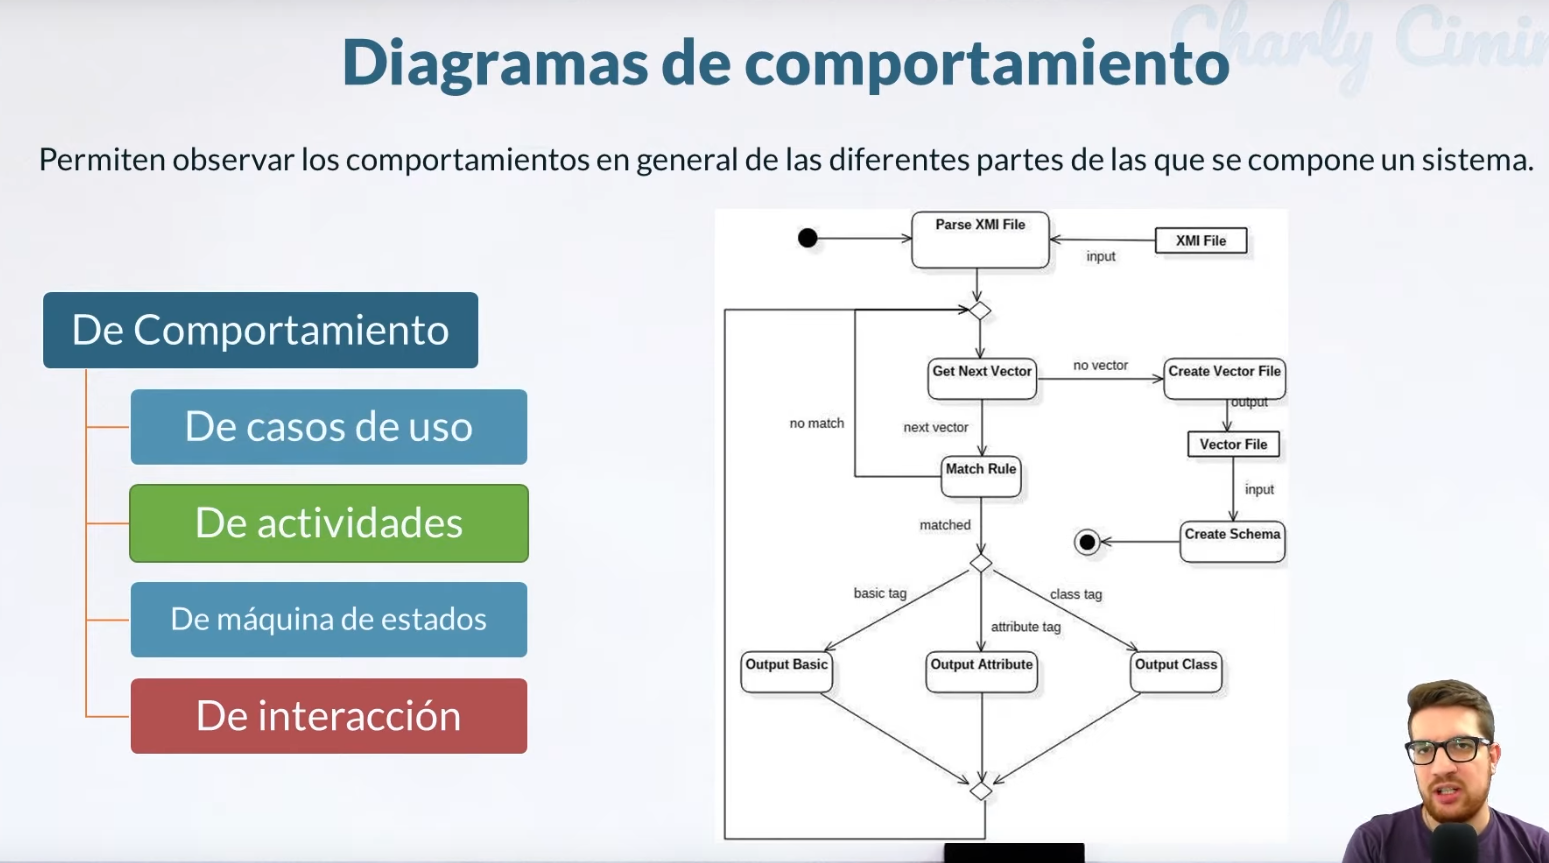 Charly Cimin
Diagramas de comportamiento
Permiten observar los comportamientos en general de las diferentes partes de las que se compone un sistema.
De Comportamiento
De casos de uso
De actividades
De máquina de estados
De interacción
Parse XMI File
XMI File
input
Get Next Vector
no vector
Create Vector File
output
no match
next vector
Vector File
Match Rule
input
matched
Create Schema
basic tag
class tag
attribute tag
Output Basic
Output Attribute
Output Class